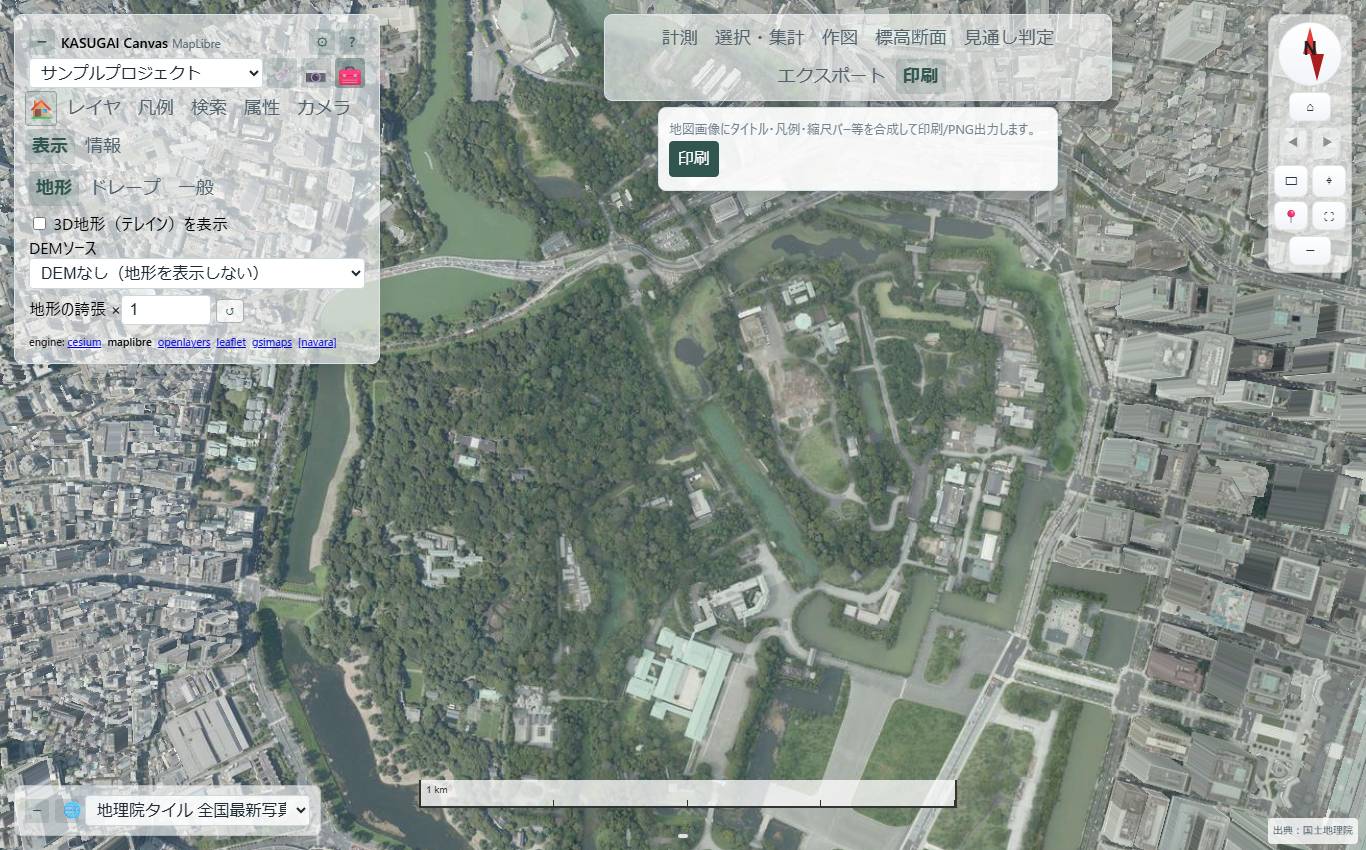 − KASUGAI Canvas MapLibre ⚙ ?
サンプルプロジェクト
レイヤ 凡例 検索 属性 カメラ
表示 情報
地形 ドレープ 一般
3D地形（テレイン）を表示
DEMソース
DEMなし（地形を表示しない）
地形の誇張 × 1 ↺
engine: cesium maplibre openlayers leaflet gsimaps [navara]
計測 選択・集計 作図 標高断面 見通し判定
エクスポート 印刷
地図画像にタイトル・凡例・縮尺バー等を合成して印刷/PNG出力します。
印刷
N
1 km
− 地理院タイル 全国最新写真
出典：国土地理院